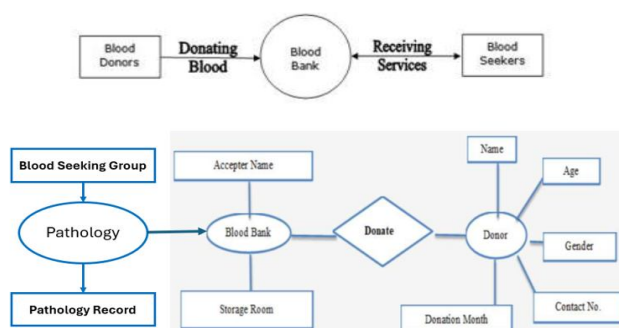 Blood
Donors
Donating
Blood
Blood
Bank
Receiving
Services
Blood
Seekers
Blood Seeking Group
Pathology
Pathology Record
Accepter Name
Blood Bank
Storage Room
Donate
Name
Age
Donor
Gender
Contact No.
Donation Month